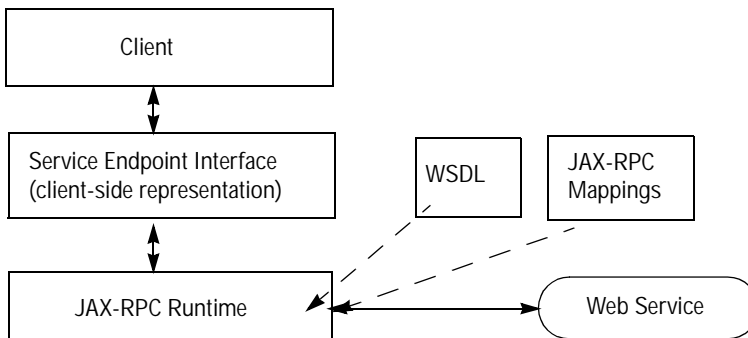 Client
Service Endpoint Interface
(client-side representation)
WSDL
JAX-RPC
Mappings
JAX-RPC Runtime
Web Service